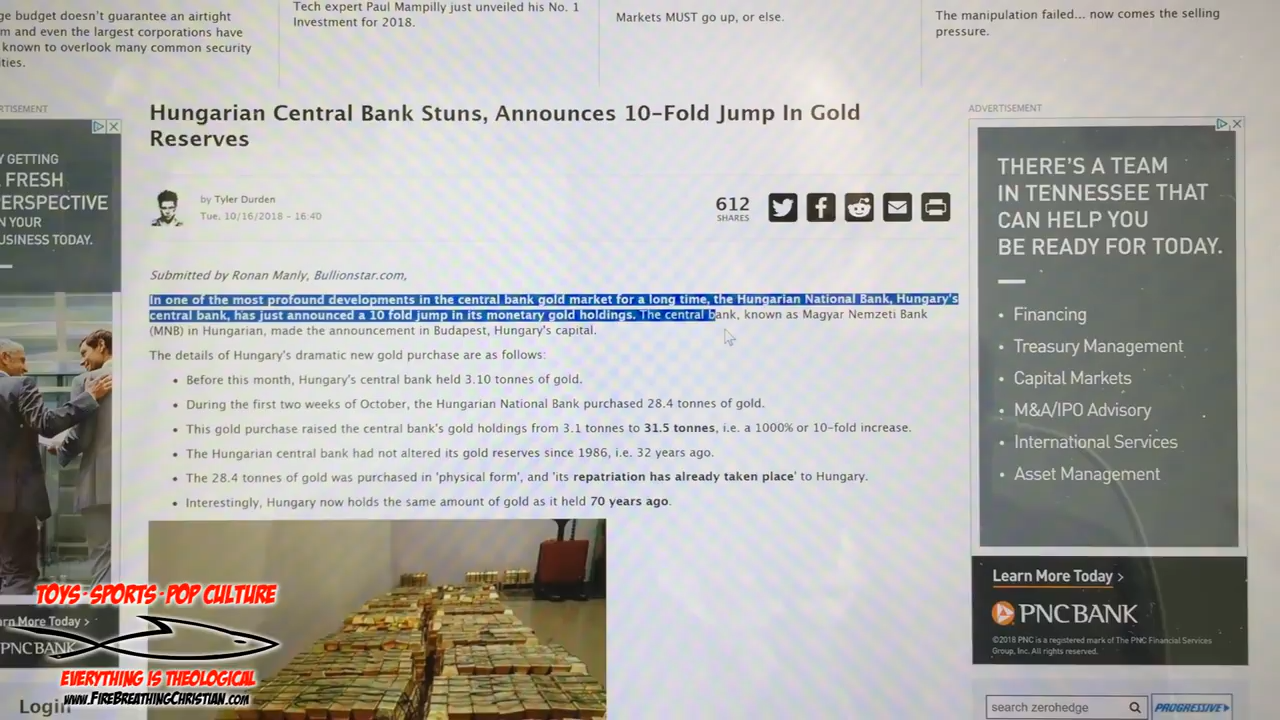 ge budget doesn't guarantee an airtight
m and even the largest corporations have
known to overlook many common security
ties.
Tech expert Paul Mampilly just unveiled his No. 1
Investment for 2018.
Markets MUST go up, or else.
The manipulation failed... now comes the selling
pressure.
RTISEMENT
Y GETTING
FRESH
ERSPECTIVE
N YOUR
USINESS TODAY.
Hungarian Central Bank Stuns, Announces 10-Fold Jump In Gold
Reserves
by Tyler Durden
Tue, 10/16/2018 - 16:40
612
SHARES
Submitted by Ronan Manly, Bullionstar.com,
In one of the most profound developments in the central bank gold market for a long time, the Hungarian National Bank, Hungary's
central bank, has just announced a 10 fold jump in its monetary gold holdings. The central bank, known as Magyar Nemzeti Bank
(MNB) in Hungarian, made the announcement in Budapest, Hungary's capital.
The details of Hungary's dramatic new gold purchase are as follows:
• Before this month, Hungary's central bank held 3.10 tonnes of gold.
• During the first two weeks of October, the Hungarian National Bank purchased 28.4 tonnes of gold.
• This gold purchase raised the central bank's gold holdings from 3.1 tonnes to 31.5 tonnes, i.e. a 1000% or 10-fold increase.
• The Hungarian central bank had not altered its gold reserves since 1986, i.e. 32 years ago.
• The 28.4 tonnes of gold was purchased in 'physical form', and 'its repatriation has already taken place' to Hungary.
• Interestingly, Hungary now holds the same amount of gold as it held 70 years ago.
ADVERTISEMENT
THERE'S A TEAM
IN TENNESSEE THAT
CAN HELP YOU
BE READY FOR TODAY.
• Financing
• Treasury Management
• Capital Markets
• M&A/IPO Advisory
• International Services
• Asset Management
Learn More Today >
PNC BANK
©2018 PNC is a registered mark of The PNC Financial Services
Group, Inc. All rights reserved.
search zerohedge
PROGRESSIVE
TOYS · SPORTS · POP CULTURE
arn More Today >
PNC BANK
EVERYTHING IS THEOLOGICAL
www.FireBreathingChristian.com
Login